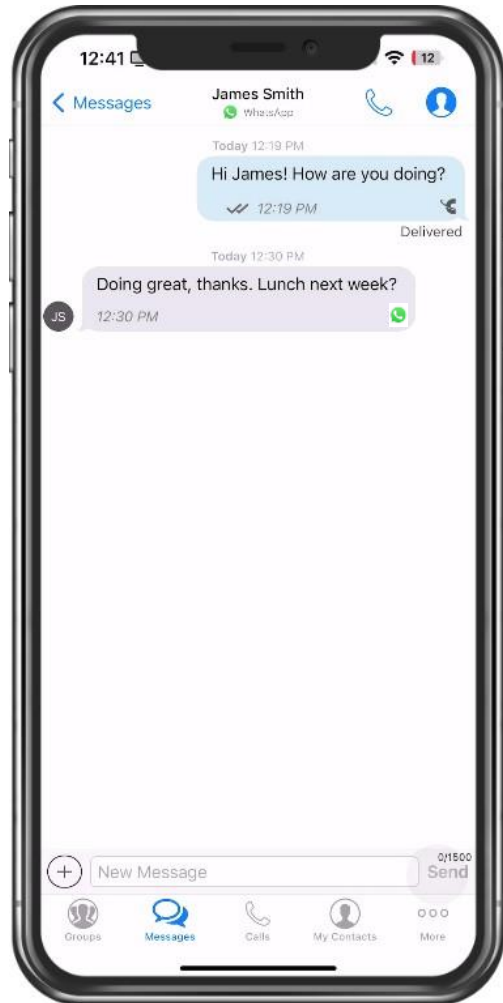 12:41
12
Messages
James Smith
WhatsApp
Today 12:19 PM
Hi James! How are you doing?
12:19 PM
Delivered
Today 12:30 PM
Doing great, thanks. Lunch next week?
JS
12:30 PM
0/1500
New Message
Send
Groups
Messages
Calls
My Contacts
More